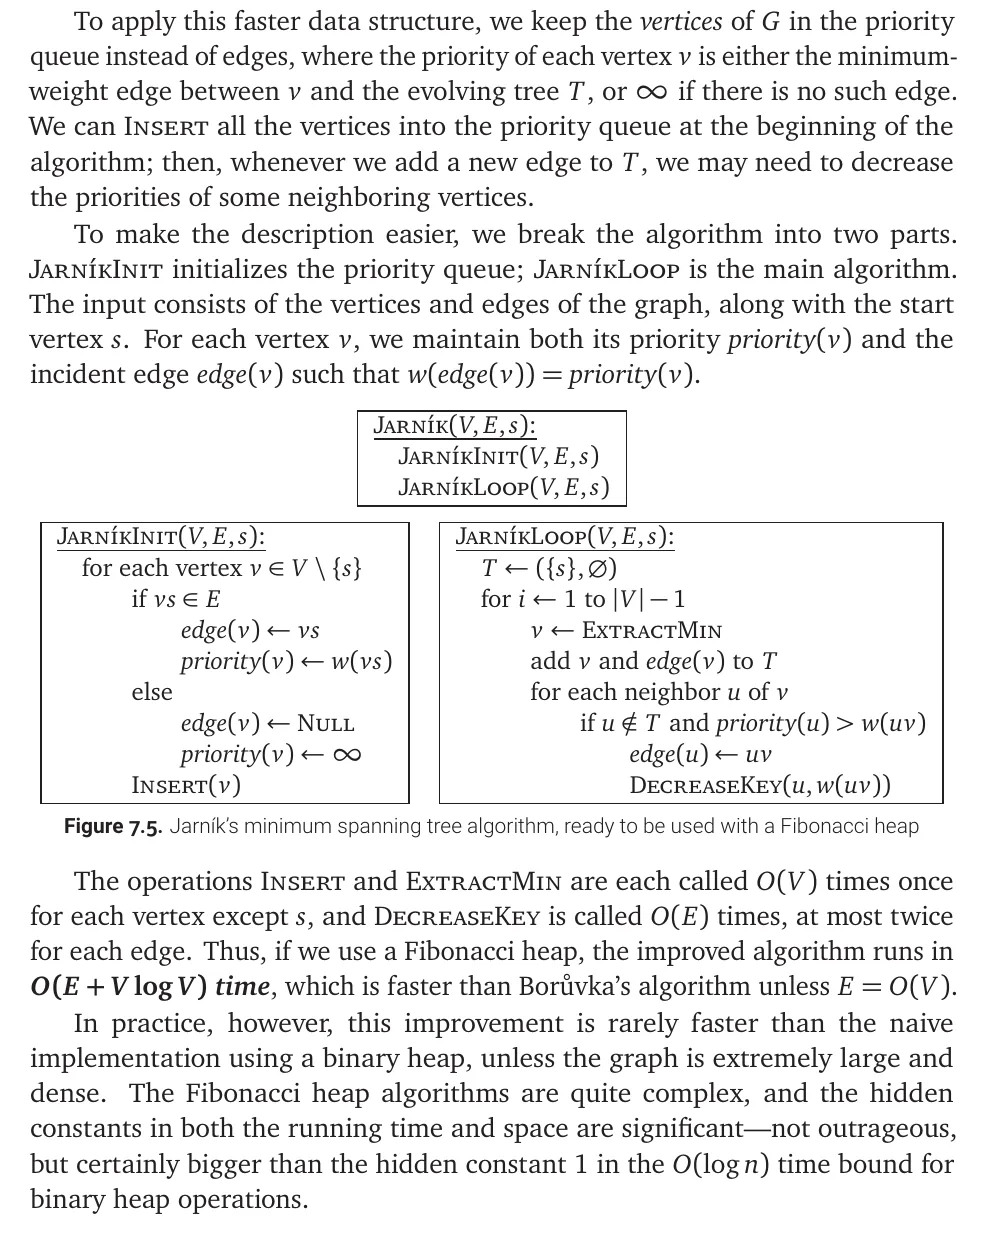 To apply this faster data structure, we keep the vertices of G in the priority
queue instead of edges, where the priority of each vertex v is either the minimum-
weight edge between v and the evolving tree T, or ∞ if there is no such edge.
We can Insert all the vertices into the priority queue at the beginning of the
algorithm; then, whenever we add a new edge to T, we may need to decrease
the priorities of some neighboring vertices.
To make the description easier, we break the algorithm into two parts.
JarníkInit initializes the priority queue; JarníkLoop is the main algorithm.
The input consists of the vertices and edges of the graph, along with the start
vertex s. For each vertex v, we maintain both its priority priority(v) and the
incident edge edge(v) such that w(edge(v)) = priority(v).
Jarník(V, E, s):
JarníkInit(V, E, s)
JarníkLoop(V, E, s)
JarníkInit(V, E, s):
for each vertex v ∈ V \ {s}
if vs ∈ E
edge(v) ← vs
priority(v) ← w(vs)
else
edge(v) ← Null
priority(v) ← ∞
Insert(v)
JarníkLoop(V, E, s):
T ← ({s}, ∅)
for i ← 1 to |V| − 1
v ← ExtractMin
add v and edge(v) to T
for each neighbor u of v
if u ∉ T and priority(u) > w(uv)
edge(u) ← uv
DecreaseKey(u, w(uv))
Figure 7.5. Jarník's minimum spanning tree algorithm, ready to be used with a Fibonacci heap
The operations Insert and ExtractMin are each called O(V) times once
for each vertex except s, and DecreaseKey is called O(E) times, at most twice
for each edge. Thus, if we use a Fibonacci heap, the improved algorithm runs in
O(E + V log V) time, which is faster than Borůvka's algorithm unless E = O(V).
In practice, however, this improvement is rarely faster than the naive
implementation using a binary heap, unless the graph is extremely large and
dense. The Fibonacci heap algorithms are quite complex, and the hidden
constants in both the running time and space are significant—not outrageous,
but certainly bigger than the hidden constant 1 in the O(log n) time bound for
binary heap operations.